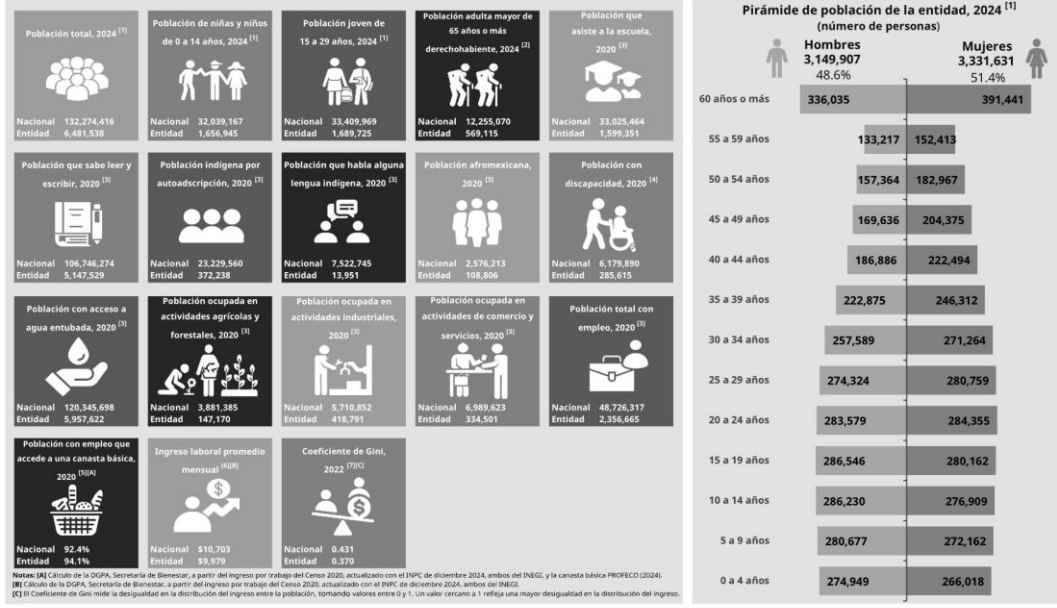 Población total, 2024 [1]
Nacional 132,274,416
Entidad 6,481,538
Población de niñas y niños
de 0 a 14 años, 2024 [1]
Nacional 32,039,167
Entidad 1,656,945
Población joven de
15 a 29 años, 2024 [1]
Nacional 33,409,969
Entidad 1,689,725
Población adulta mayor de
65 años o más
derechohabiente, 2024 [2]
Nacional 12,255,070
Entidad 569,115
Población que
asiste a la escuela,
2020 [3]
Nacional 33,025,464
Entidad 1,599,351
Población que sabe leer y
escribir, 2020 [3]
Nacional 106,746,274
Entidad 5,147,529
Población indígena por
autoadscripción, 2020 [3]
Nacional 23,229,560
Entidad 372,238
Población que habla alguna
lengua indígena, 2020 [3]
Nacional 7,522,745
Entidad 13,951
Población afromexicana,
2020 [3]
Nacional 2,576,213
Entidad 108,806
Población con
discapacidad, 2020 [4]
Nacional 6,179,890
Entidad 285,615
Población con acceso a
agua entubada, 2020 [3]
Nacional 120,345,698
Entidad 5,957,622
Población ocupada en
actividades agrícolas y
forestales, 2020 [3]
Nacional 3,881,385
Entidad 147,170
Población ocupada en
actividades industriales,
2020 [3]
Nacional 5,710,852
Entidad 418,791
Población ocupada en
actividades de comercio y
servicios, 2020 [3]
Nacional 6,989,623
Entidad 334,501
Población total con
empleo, 2020 [3]
Nacional 48,726,317
Entidad 2,356,665
Población con empleo que
accede a una canasta básica,
2020 [5][A]
Nacional 92.4%
Entidad 94.1%
Ingreso laboral promedio
mensual [6][B]
Nacional $10,703
Entidad $9,979
Coeficiente de Gini,
2022 [7][C]
Nacional 0.431
Entidad 0.370
Notas: [A] Cálculo de la DGPA, Secretaría de Bienestar, a partir del ingreso por trabajo del Censo 2020, actualizado con el INPC de diciembre 2024, ambos del INEGI, y la canasta básica PROFECO (2024).
[B] Cálculo de la DGPA, Secretaría de Bienestar, a partir del ingreso por trabajo del Censo 2020, actualizado con el INPC de diciembre 2024, ambos del INEGI.
[C] El Coeficiente de Gini mide la desigualdad en la distribución del ingreso entre la población, tomando valores entre 0 y 1. Un valor cercano a 1 refleja una mayor desigualdad en la distribución del ingreso.
Pirámide de población de la entidad, 2024 [1]
(número de personas)
Hombres
3,149,907
48.6%
Mujeres
3,331,631
51.4%
60 años o más 336,035 391,441
55 a 59 años 133,217 152,413
50 a 54 años 157,364 182,967
45 a 49 años 169,636 204,375
40 a 44 años 186,886 222,494
35 a 39 años 222,875 246,312
30 a 34 años 257,589 271,264
25 a 29 años 274,324 280,759
20 a 24 años 283,579 284,355
15 a 19 años 286,546 280,162
10 a 14 años 286,230 276,909
5 a 9 años 280,677 272,162
0 a 4 años 274,949 266,018